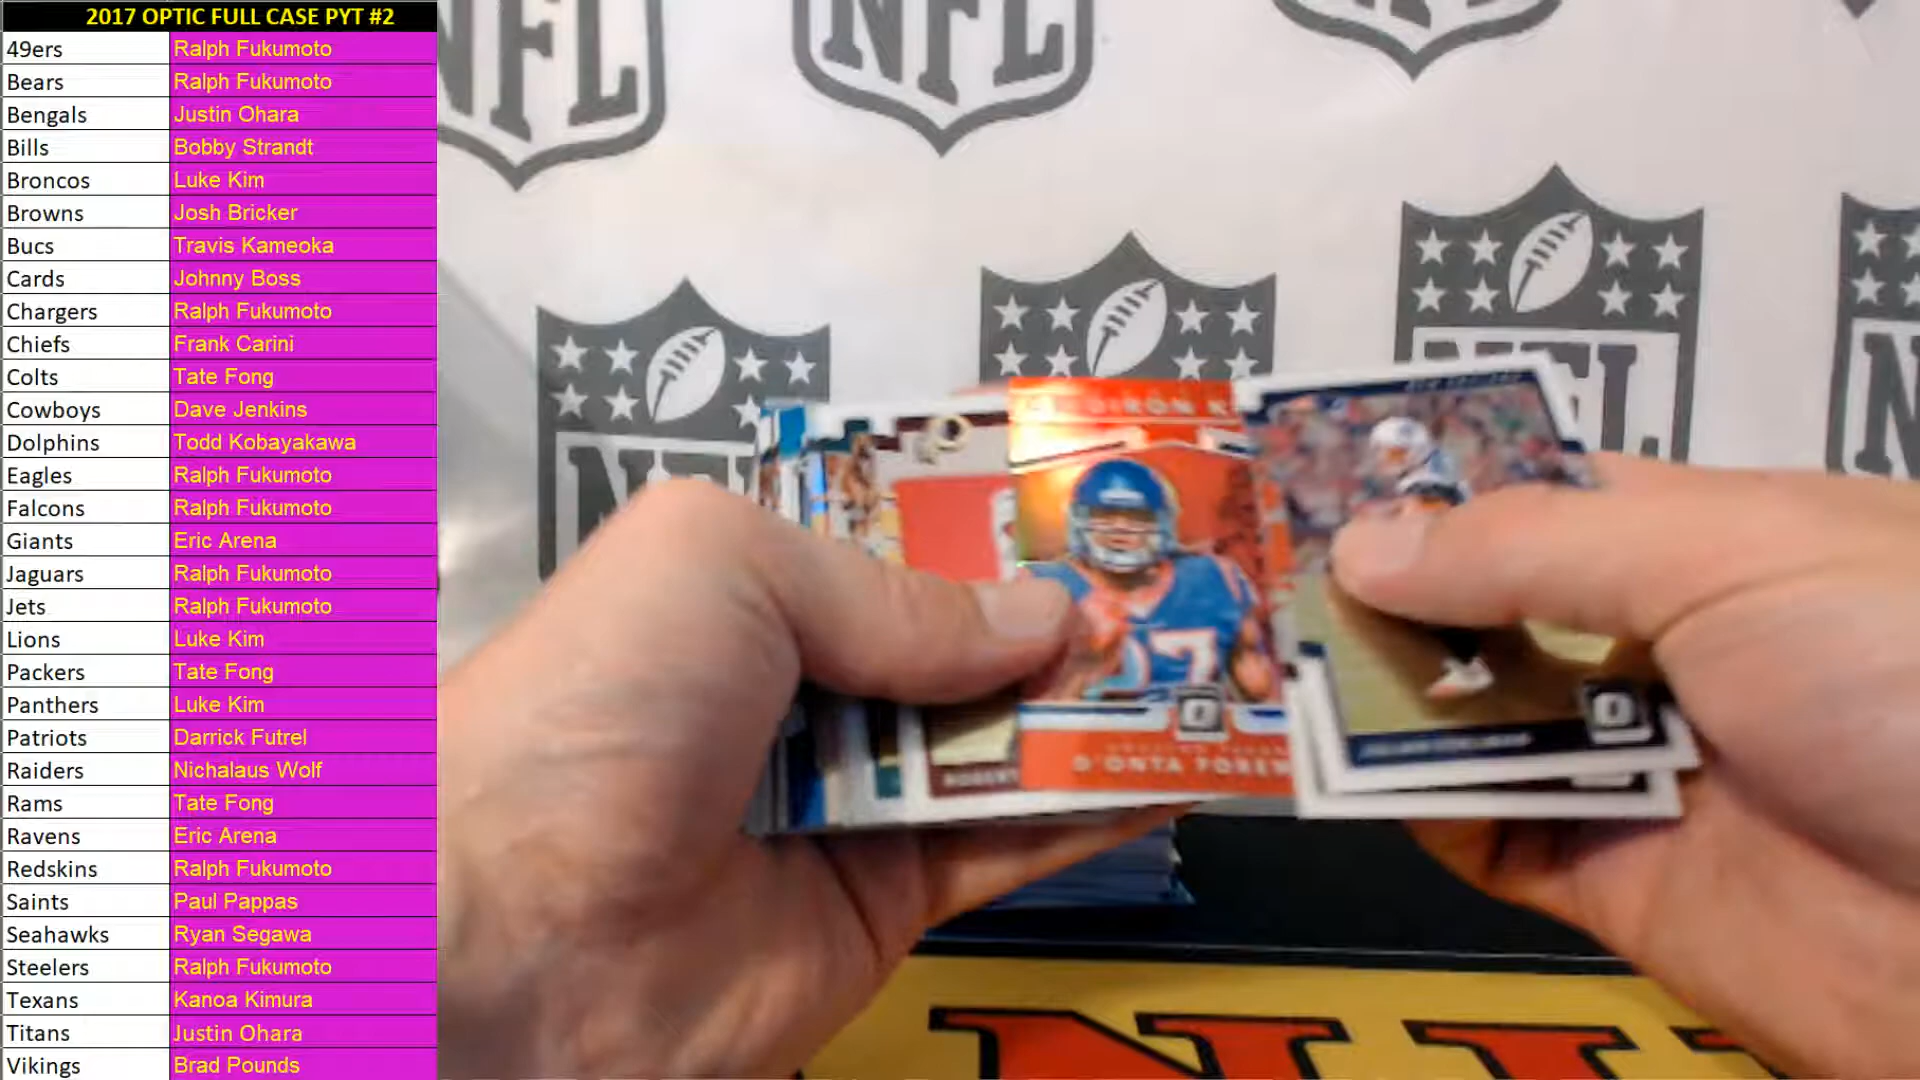 2017 OPTIC FULL CASE PYT #2
49ers Ralph Fukumoto
Bears Ralph Fukumoto
Bengals Justin Ohara
Bills Bobby Strandt
Broncos Luke Kim
Browns Josh Bricker
Bucs Travis Kameoka
Cards Johnny Boss
Chargers Ralph Fukumoto
Chiefs Frank Carini
Colts Tate Fong
Cowboys Dave Jenkins
Dolphins Todd Kobayakawa
Eagles Ralph Fukumoto
Falcons Ralph Fukumoto
Giants Eric Arena
Jaguars Ralph Fukumoto
Jets Ralph Fukumoto
Lions Luke Kim
Packers Tate Fong
Panthers Luke Kim
Patriots Darrick Futrel
Raiders Nichalaus Wolf
Rams Tate Fong
Ravens Eric Arena
Redskins Ralph Fukumoto
Saints Paul Pappas
Seahawks Ryan Segawa
Steelers Ralph Fukumoto
Texans Kanoa Kimura
Titans Justin Ohara
Vikings Brad Pounds
NFL
NFL
NFL
27
D'ONTA FOREM
ROBERT